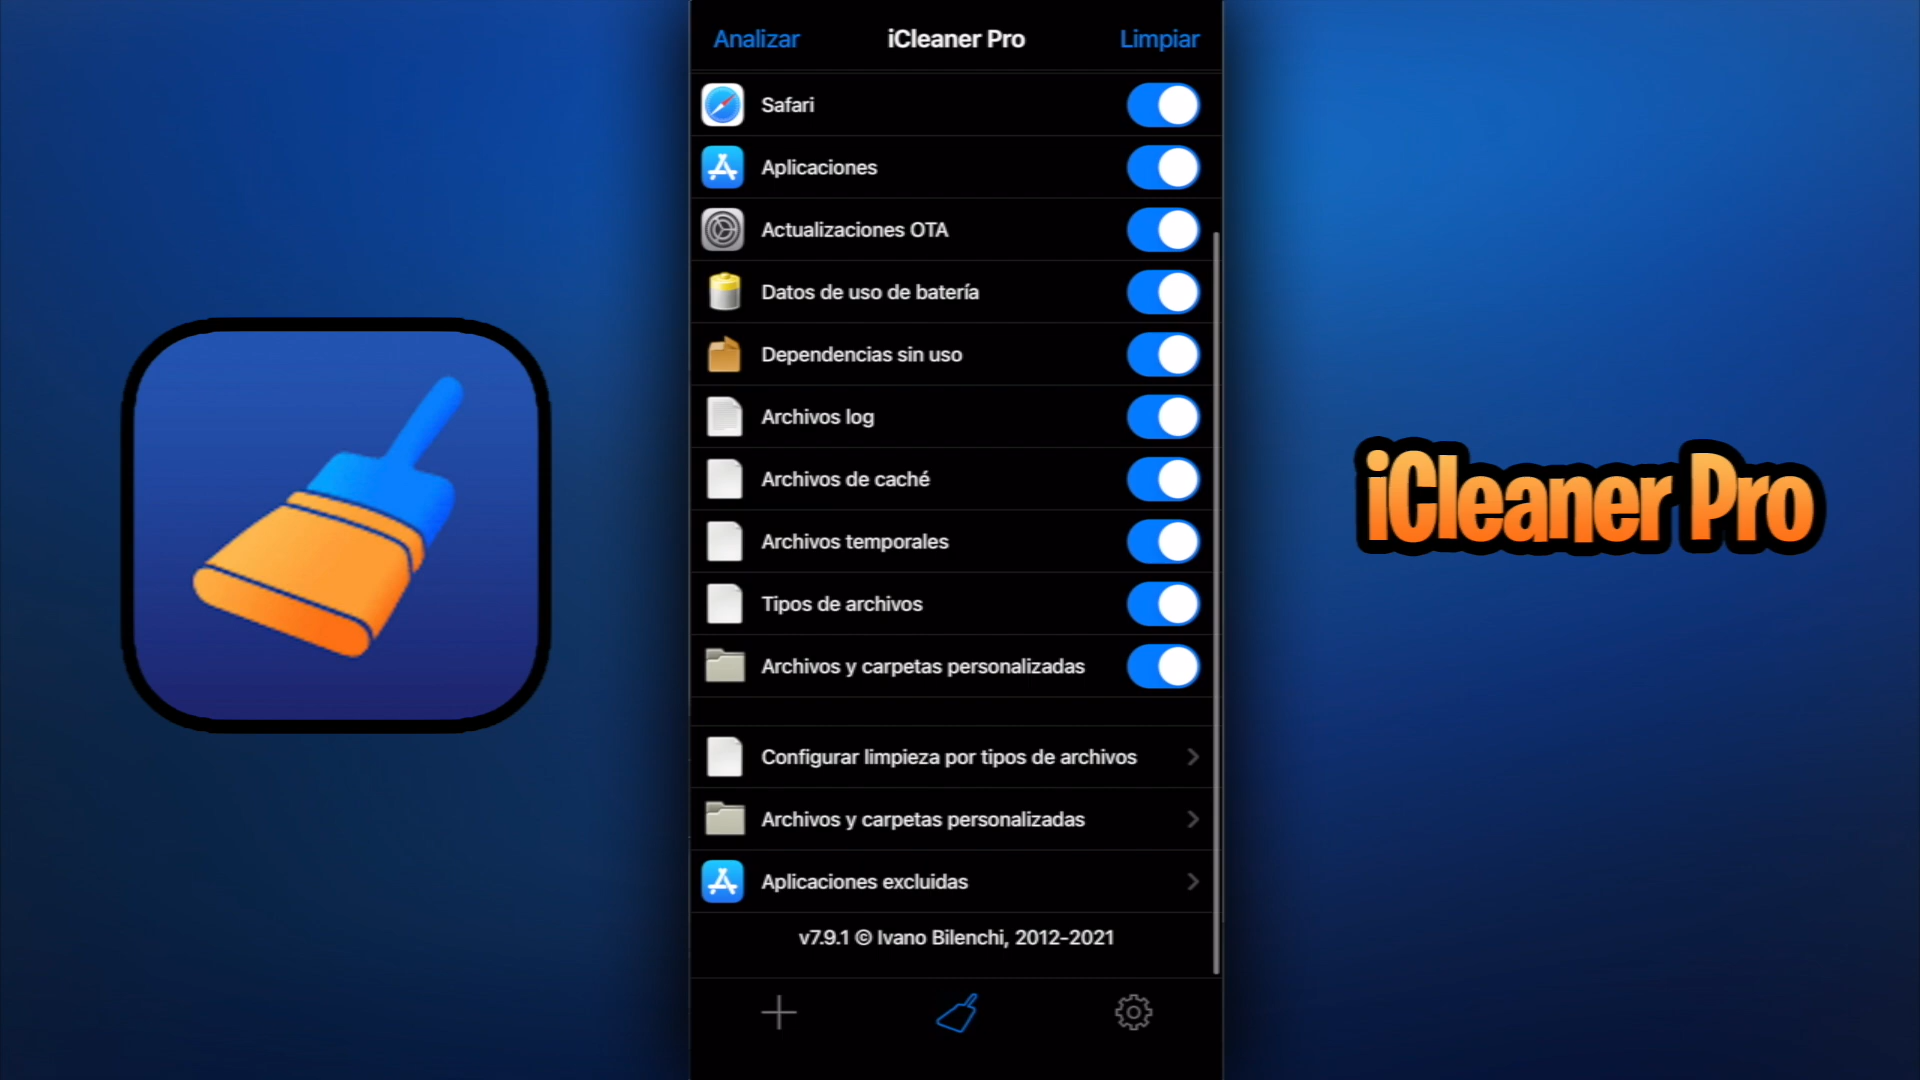 Analizar iCleaner Pro Limpiar
Safari
Aplicaciones
Actualizaciones OTA
Datos de uso de batería
Dependencias sin uso
Archivos log
Archivos de caché
Archivos temporales
Tipos de archivos
Archivos y carpetas personalizadas
Configurar limpieza por tipos de archivos
Archivos y carpetas personalizadas
Aplicaciones excluidas
v7.9.1 © Ivano Bilenchi, 2012-2021
iCleaner Pro